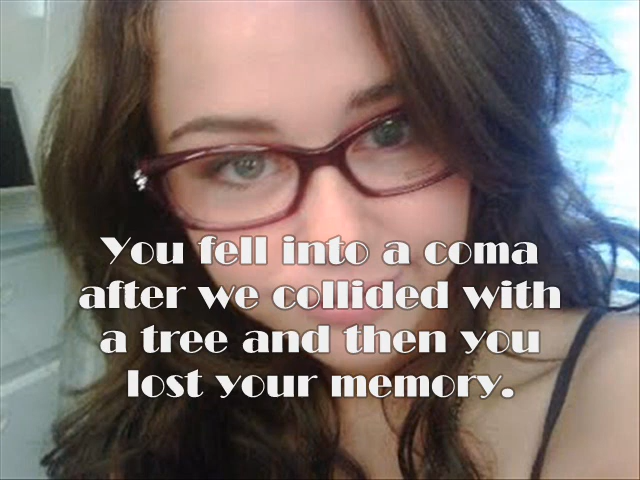 You fell into a coma
after we collided with
a tree and then you
lost your memory.